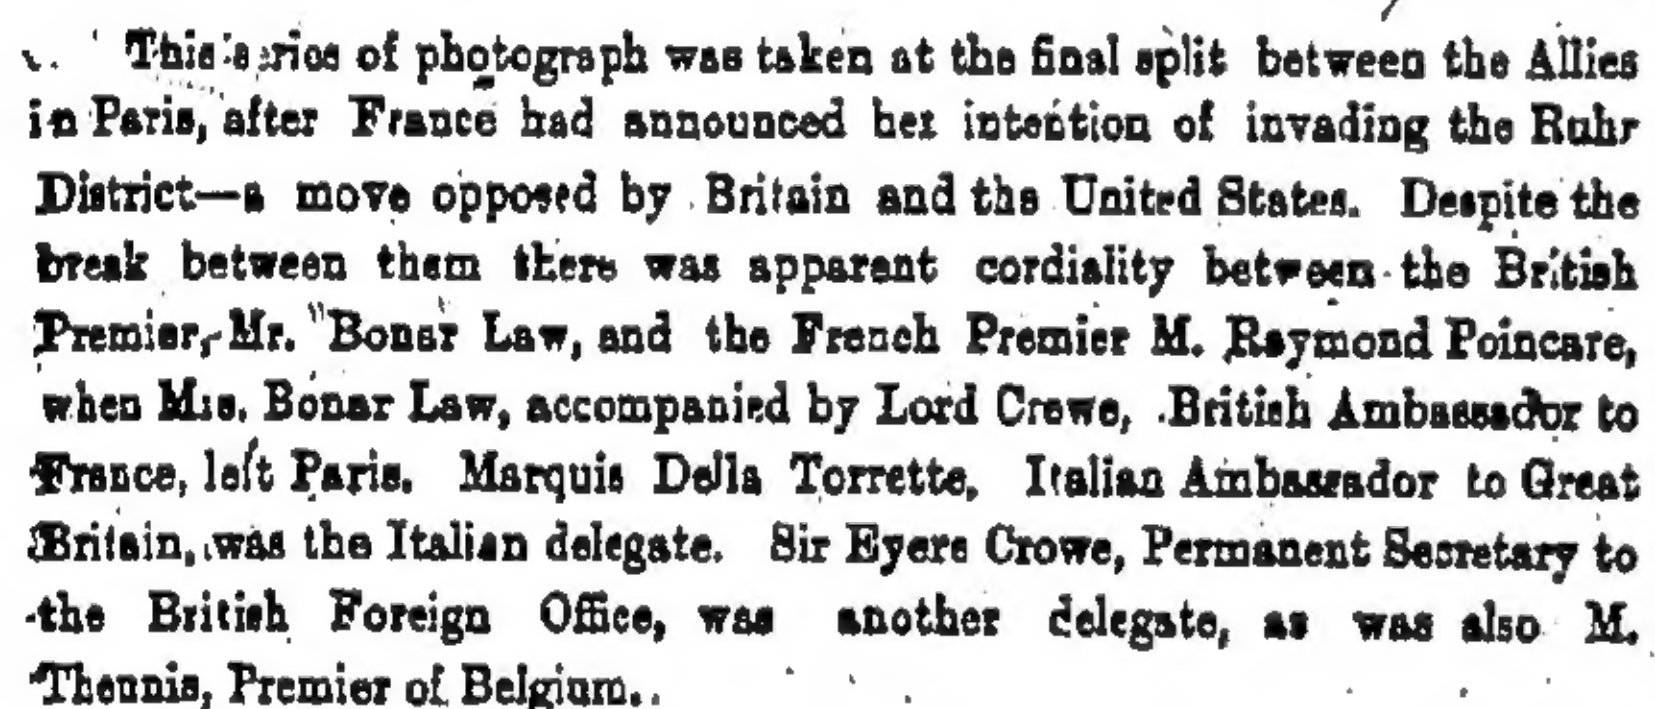 This series of photograph was taken at the final split between the Allies
in Paris, after France had announced her intention of invading the Ruhr
District—a move opposed by Britain and the United States. Despite the
break between them there was apparent cordiality between the British
Premier, Mr. Bonar Law, and the French Premier M. Raymond Poincare,
when Mrs. Bonar Law, accompanied by Lord Crewe, British Ambassador to
France, left Paris. Marquis Della Torrette, Italian Ambassador to Great
Britain, was the Italian delegate. Sir Eyere Crowe, Permanent Secretary to
the British Foreign Office, was another delegate, as was also M.
Theunis, Premier of Belgium.